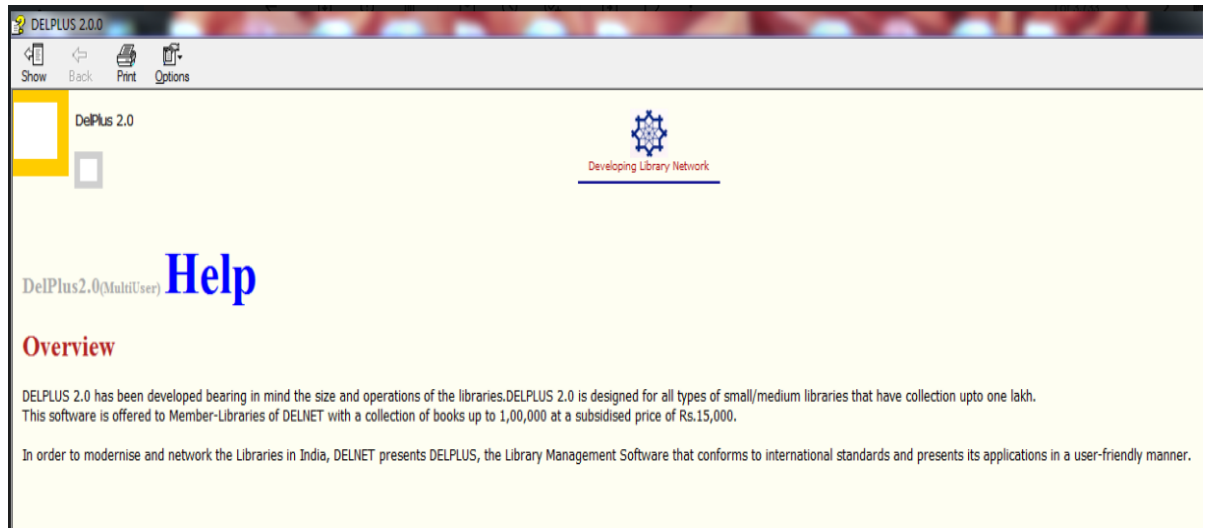 DELPLUS 2.0.0
Show Back Print Options
DelPlus 2.0
Developing Library Network
DelPlus2.0(MultiUser) Help
Overview
DELPLUS 2.0 has been developed bearing in mind the size and operations of the libraries.DELPLUS 2.0 is designed for all types of small/medium libraries that have collection upto one lakh.
This software is offered to Member-Libraries of DELNET with a collection of books up to 1,00,000 at a subsidised price of Rs.15,000.
In order to modernise and network the Libraries in India, DELNET presents DELPLUS, the Library Management Software that conforms to international standards and presents its applications in a user-friendly manner.